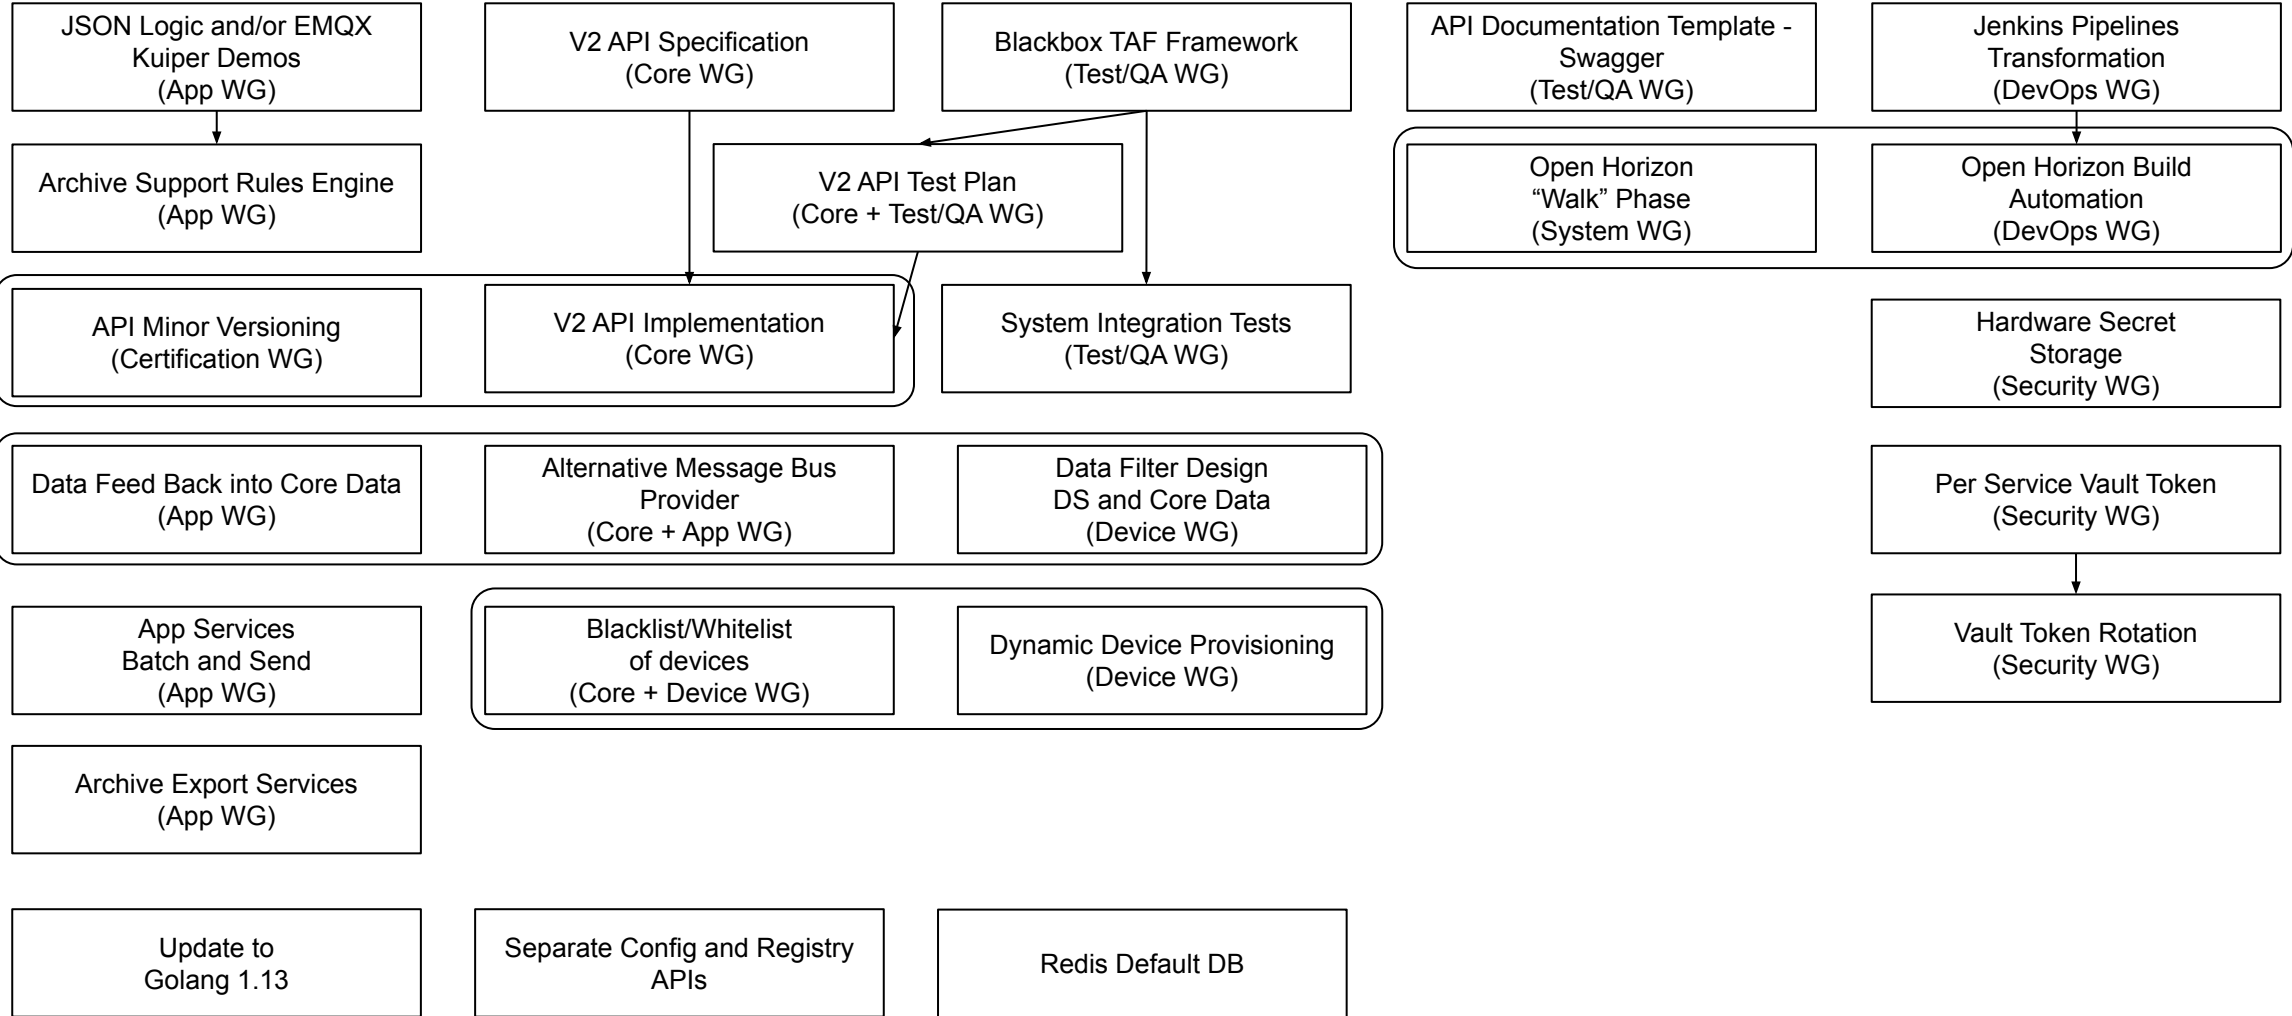 JSON Logic and/or EMQX
Kuiper Demos
(App WG)
V2 API Specification
(Core WG)
Blackbox TAF Framework
(Test/QA WG)
API Documentation Template -
Swagger
(Test/QA WG)
Jenkins Pipelines
Transformation
(DevOps WG)
Archive Support Rules Engine
(App WG)
V2 API Test Plan
(Core + Test/QA WG)
Open Horizon
“Walk” Phase
(System WG)
Open Horizon Build
Automation
(DevOps WG)
API Minor Versioning
(Certification WG)
V2 API Implementation
(Core WG)
System Integration Tests
(Test/QA WG)
Hardware Secret
Storage
(Security WG)
Data Feed Back into Core Data
(App WG)
Alternative Message Bus
Provider
(Core + App WG)
Data Filter Design
DS and Core Data
(Device WG)
Per Service Vault Token
(Security WG)
App Services
Batch and Send
(App WG)
Blacklist/Whitelist
of devices
(Core + Device WG)
Dynamic Device Provisioning
(Device WG)
Vault Token Rotation
(Security WG)
Archive Export Services
(App WG)
Update to
Golang 1.13
Separate Config and Registry
APIs
Redis Default DB